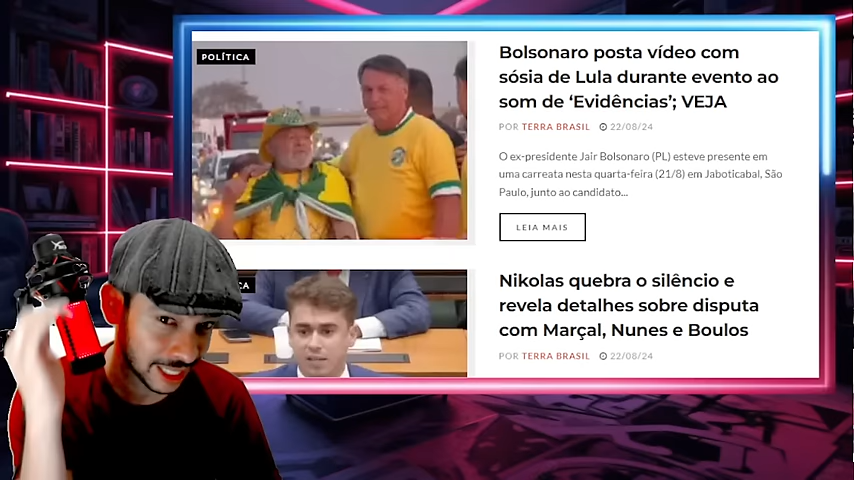 POLÍTICA
Bolsonaro posta vídeo com
sósia de Lula durante evento ao
som de ‘Evidências’; VEJA
POR TERRA BRASIL 22/08/24
O ex-presidente Jair Bolsonaro (PL) esteve presente em
uma carreata nesta quarta-feira (21/8) em Jaboticabal, São
Paulo, junto ao candidato...
LEIA MAIS
CA
Nikolas quebra o silêncio e
revela detalhes sobre disputa
com Marçal, Nunes e Boulos
POR TERRA BRASIL 22/08/24